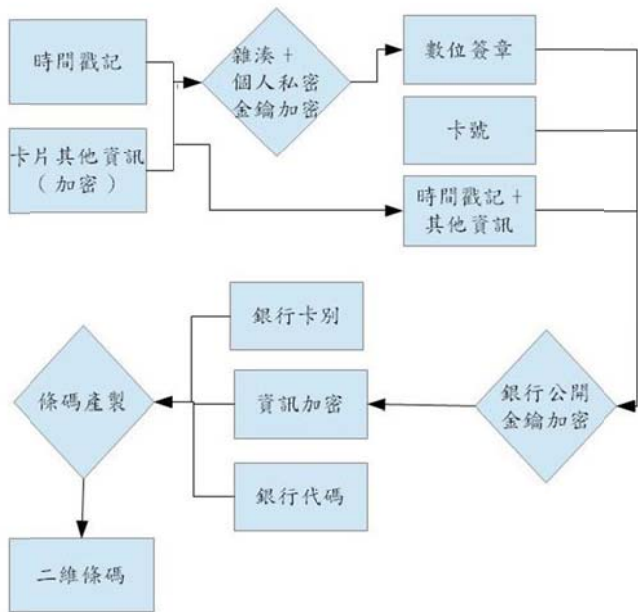 時間戳記
雜湊+
個人私密
金鑰加密
數位簽章
卡片其他資訊
(加密)
卡號
時間戳記+
其他資訊
銀行卡別
條碼產製
資訊加密
銀行公開
金鑰加密
銀行代碼
二維條碼